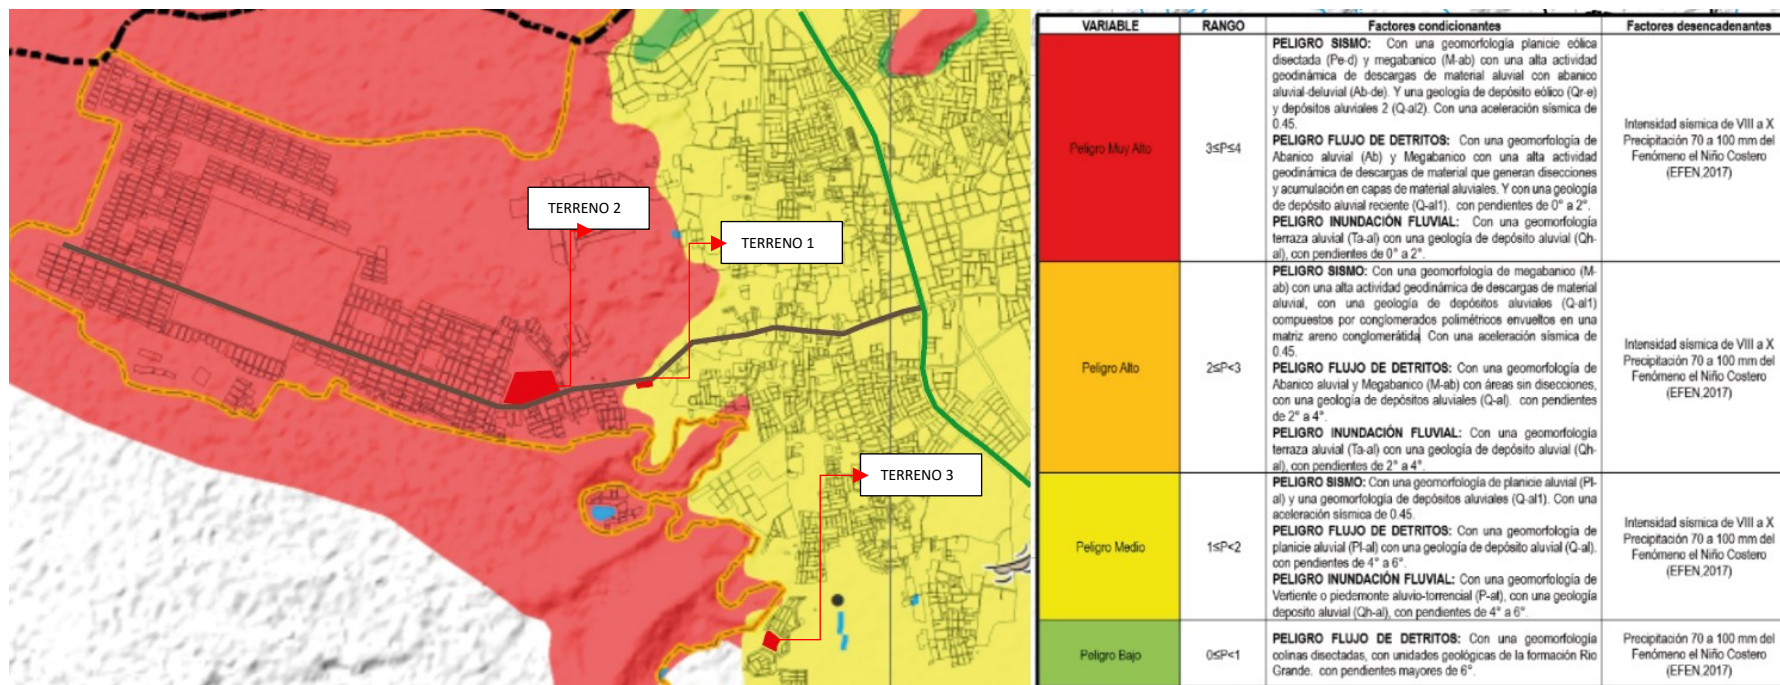 TERRENO 2
TERRENO 1
TERRENO 3
VARIABLE
RANGO
Factores condicionantes
Factores desencadenantes
Peligro Muy Alto
3≤P≤4
PELIGRO SISMO: Con una geomorfología planicie eólica
disectada (Pe-d) y megabanico (M-ab) con una alta actividad
geodinámica de descargas de material aluvial con abanico
aluvial-deluvial (Ab-de). Y una geología de depósito eólico (Qr-e)
y depósitos aluviales 2 (Q-al2). Con una aceleración sísmica de
0.45.
PELIGRO FLUJO DE DETRITOS: Con una geomorfología de
Abanico aluvial (Ab) y Megabanico con una alta actividad
geodinámica de descargas de material que generan disecciones
y acumulación en capas de material aluviales. Y con una geología
de depósito aluvial reciente (Q-al1). con pendientes de 0° a 2°.
PELIGRO INUNDACIÓN FLUVIAL: Con una geomorfología
terraza aluvial (Ta-al) con una geología de depósito aluvial (Qh-
al), con pendientes de 0° a 2°.
Intensidad sísmica de VIII a X
Precipitación 70 a 100 mm del
Fenómeno el Niño Costero
(EFEN,2017)
Peligro Alto
2≤P<3
PELIGRO SISMO: Con una geomorfología de megabanico (M-
ab) con una alta actividad geodinámica de descargas de material
aluvial, con una geología de depósitos aluviales (Q-al1)
compuestos por conglomerados polimétricos envueltos en una
matriz areno conglomerátida. Con una aceleración sísmica de
0.45.
PELIGRO FLUJO DE DETRITOS: Con una geomorfología de
Abanico aluvial y Megabanico (M-ab) con áreas sin disecciones,
con una geología de depósitos aluviales (Q-al). con pendientes
de 2° a 4°.
PELIGRO INUNDACIÓN FLUVIAL: Con una geomorfología
terraza aluvial (Ta-al) con una geología de depósito aluvial (Qh-
al), con pendientes de 2° a 4°.
Intensidad sísmica de VIII a X
Precipitación 70 a 100 mm del
Fenómeno el Niño Costero
(EFEN,2017)
Peligro Medio
1≤P<2
PELIGRO SISMO: Con una geomorfología de planicie aluvial (Pl-
al) y una geomorfología de depósitos aluviales (Q-al1). Con una
aceleración sísmica de 0.45.
PELIGRO FLUJO DE DETRITOS: Con una geomorfología de
planicie aluvial (Pl-al) con una geología de depósito aluvial (Q-al).
con pendientes de 4° a 6°.
PELIGRO INUNDACIÓN FLUVIAL: Con una geomorfología de
Vertiente o piedemonte aluvio-torrencial (P-at), con una geología
deposito aluvial (Qh-al), con pendientes de 4° a 6°.
Intensidad sísmica de VIII a X
Precipitación 70 a 100 mm del
Fenómeno el Niño Costero
(EFEN,2017)
Peligro Bajo
0≤P<1
PELIGRO FLUJO DE DETRITOS: Con una geomorfología
colinas disectadas, con unidades geológicas de la formación Rio
Grande. con pendientes mayores de 6°.
Precipitación 70 a 100 mm del
Fenómeno el Niño Costero
(EFEN,2017)